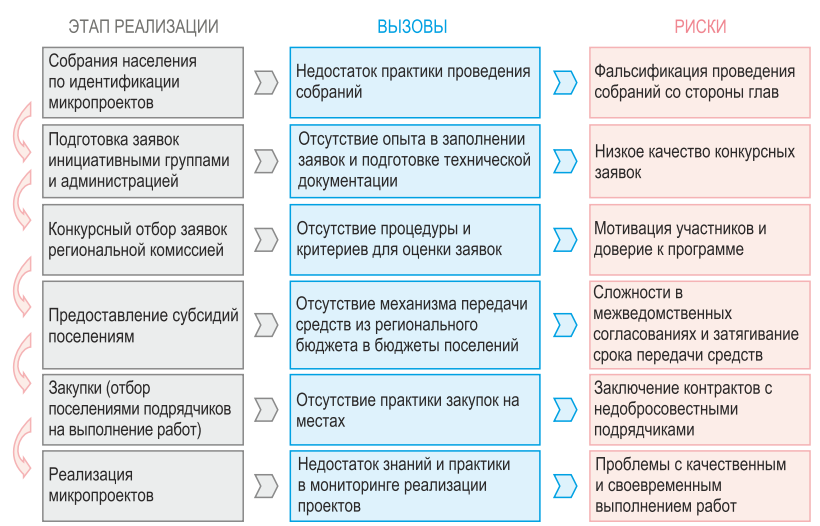 ЭТАП РЕАЛИЗАЦИИ
ВЫЗОВЫ
РИСКИ
Собрания населения
по идентификации
микропроектов
Недостаток практики проведения
собраний
Фальсификация проведения
собраний со стороны глав
Подготовка заявок
инициативными группами
и администрацией
Отсутствие опыта в заполнении
заявок и подготовке технической
документации
Низкое качество конкурсных
заявок
Конкурсный отбор заявок
региональной комиссией
Отсутствие процедуры и
критериев для оценки заявок
Мотивация участников и
доверие к программе
Предоставление субсидий
поселениям
Отсутствие механизма передачи
средств из регионального
бюджета в бюджеты поселений
Сложности в
межведомственных
согласованиях и затягивание
срока передачи средств
Закупки (отбор
поселениями подрядчиков
на выполнение работ)
Отсутствие практики закупок на
местах
Заключение контрактов с
недобросовестными
подрядчиками
Реализация
микропроектов
Недостаток знаний и практики
в мониторинге реализации
проектов
Проблемы с качественным
и своевременным
выполнением работ